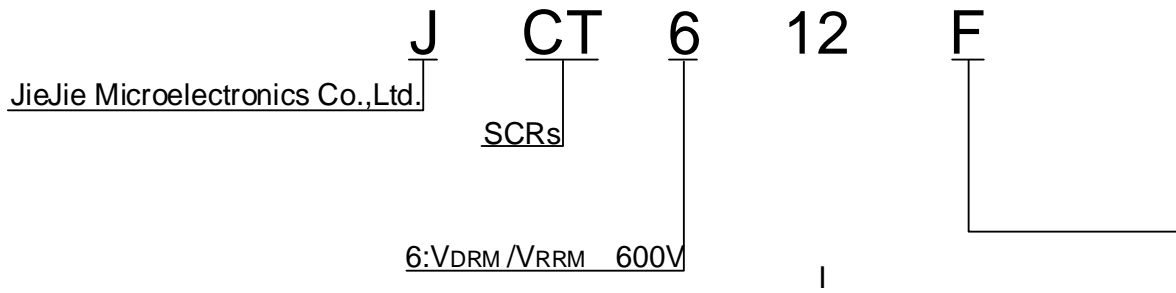 J CT 6 12 F
JieJie Microelectronics Co.,Ltd.
SCRs
6:VDRM /VRRM 600V